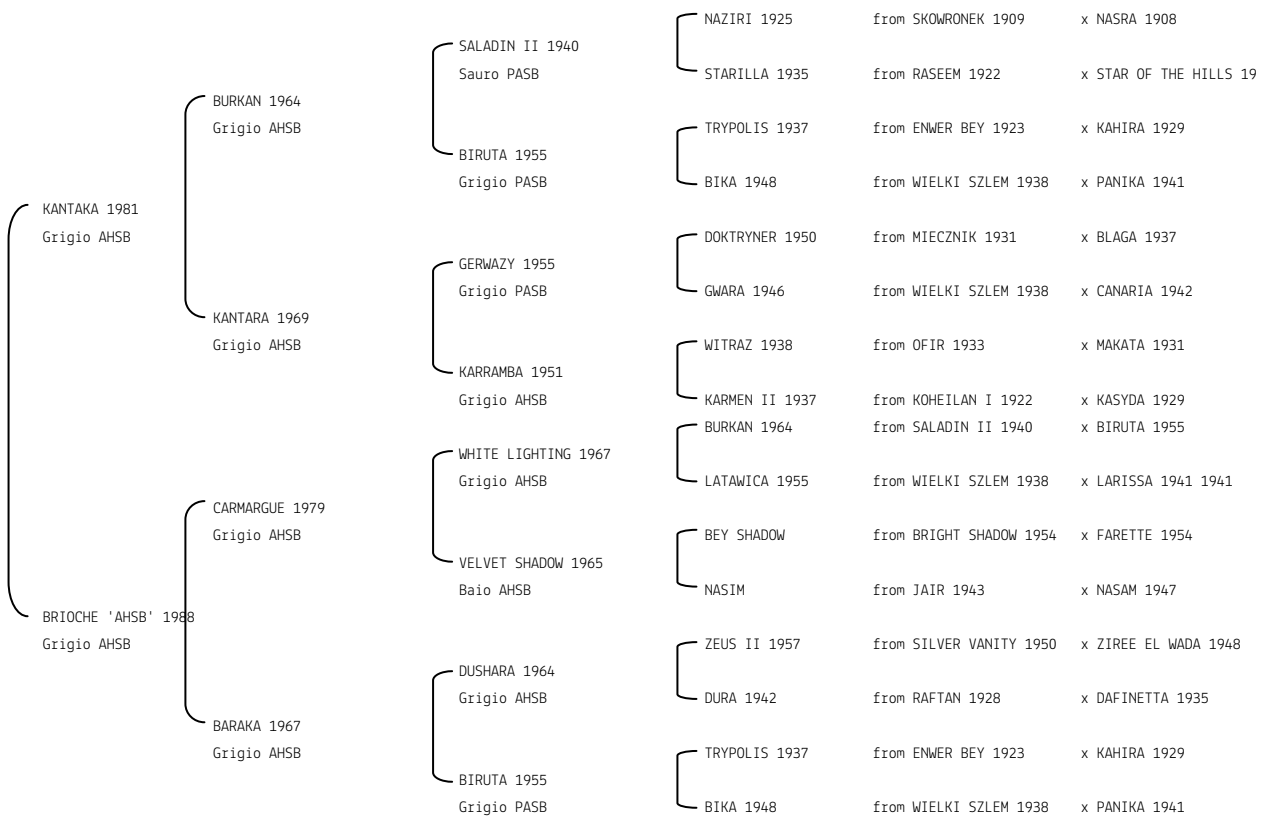 NAZIRI 1925 from SKOWRONEK 1909 x NASRA 1908
SALADIN II 1940
Sauro PASB
STARILLA 1935 from RASEEM 1922 x STAR OF THE HILLS 19
BURKAN 1964
Grigio AHSB
TRYPOLIS 1937 from ENWER BEY 1923 x KAHIRA 1929
BIRUTA 1955
Grigio PASB
BIKA 1948 from WIELKI SZLEM 1938 x PANIKA 1941
KANTAKA 1981
Grigio AHSB
DOKTRYNER 1950 from MIECZNIK 1931 x BLAGA 1937
GERWAZY 1955
Grigio PASB
GWARA 1946 from WIELKI SZLEM 1938 x CANARIA 1942
KANTARA 1969
Grigio AHSB
WITRAZ 1938 from OFIR 1933 x MAKATA 1931
KARRAMBA 1951
Grigio AHSB
KARMEN II 1937 from KOHEILAN I 1922 x KASYDA 1929
BURKAN 1964 from SALADIN II 1940 x BIRUTA 1955
WHITE LIGHTING 1967
Grigio AHSB
LATAWICA 1955 from WIELKI SZLEM 1938 x LARISSA 1941 1941
CARMARGUE 1979
Grigio AHSB
BEY SHADOW from BRIGHT SHADOW 1954 x FARETTE 1954
VELVET SHADOW 1965
Baio AHSB
NASIM from JAIR 1943 x NASAM 1947
BRIOCHE 'AHSB' 1988
Grigio AHSB
ZEUS II 1957 from SILVER VANITY 1950 x ZIREE EL WADA 1948
DUSHARA 1964
Grigio AHSB
DURA 1942 from RAFTAN 1928 x DAFINETTA 1935
BARAKA 1967
Grigio AHSB
TRYPOLIS 1937 from ENWER BEY 1923 x KAHIRA 1929
BIRUTA 1955
Grigio PASB
BIKA 1948 from WIELKI SZLEM 1938 x PANIKA 1941